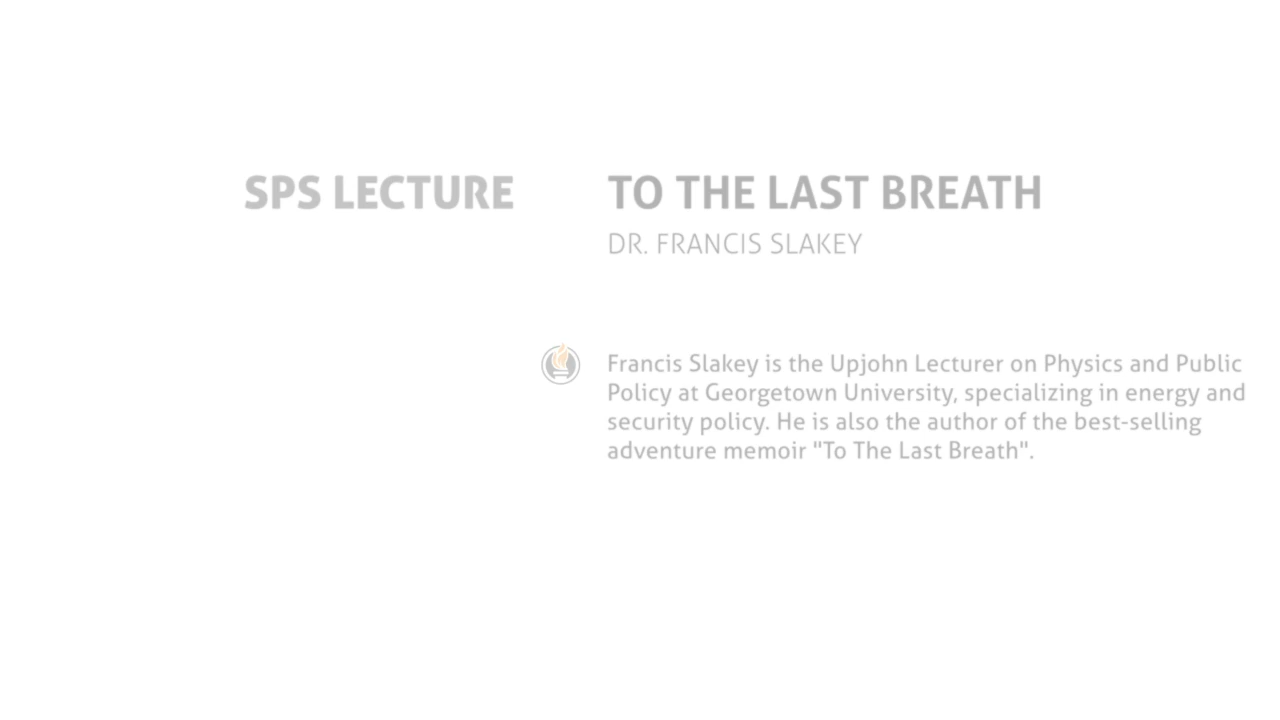 SPS LECTURE
TO THE LAST BREATH
DR. FRANCIS SLAKEY
Francis Slakey is the Upjohn Lecturer on Physics and Public
Policy at Georgetown University, specializing in energy and
security policy. He is also the author of the best-selling
adventure memoir "To The Last Breath".